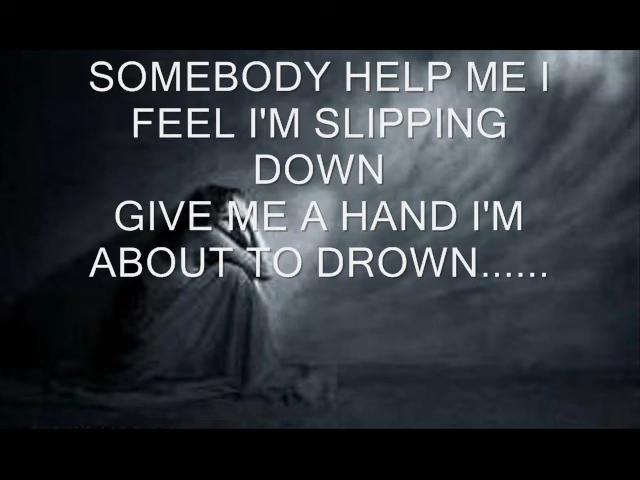 SOMEBODY HELP ME I
FEEL I'M SLIPPING
DOWN
GIVE ME A HAND I'M
ABOUT TO DROWN......